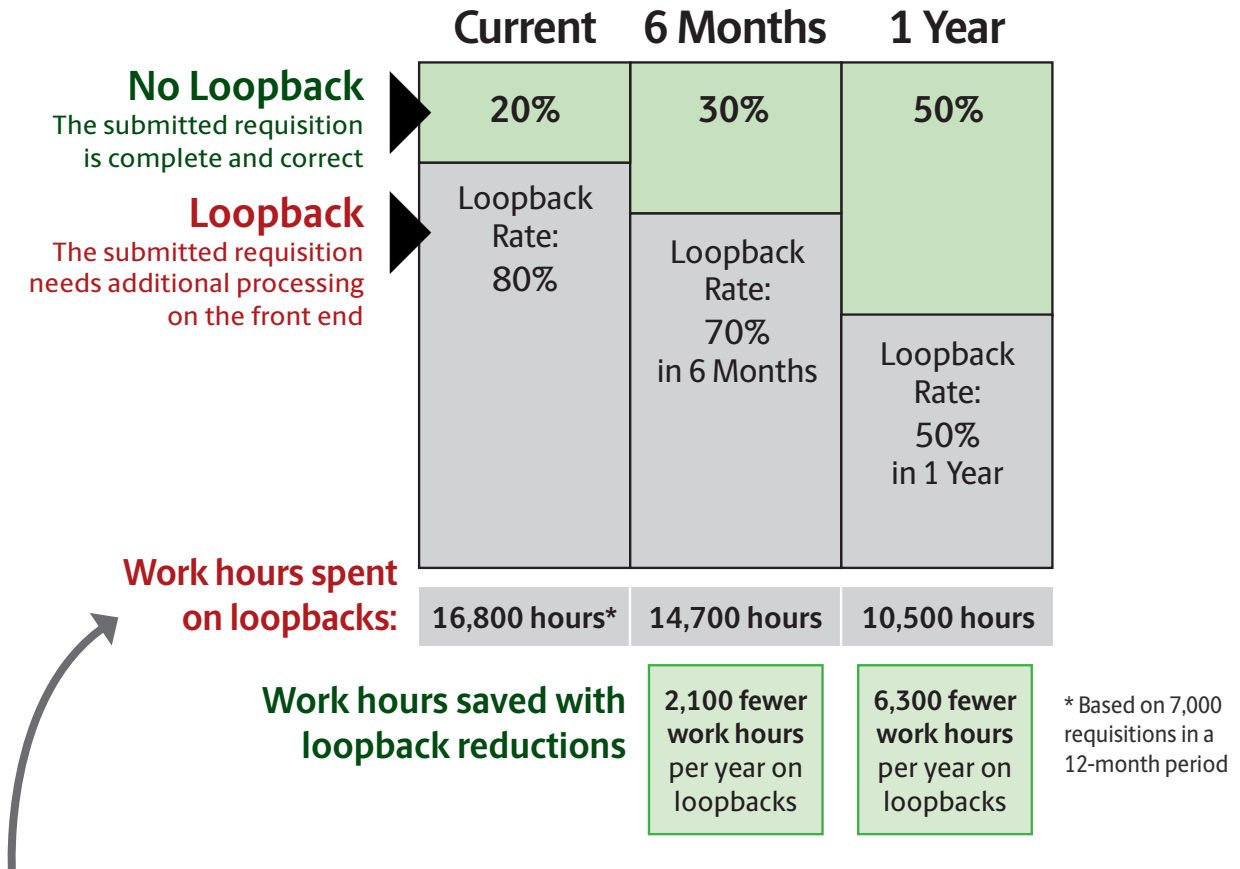 Current
6 Months
1 Year
No Loopback
The submitted requisition
is complete and correct
20%
30%
50%
Loopback
The submitted requisition
needs additional processing
on the front end
Loopback
Rate:
80%
Loopback
Rate:
70%
in 6 Months
Loopback
Rate:
50%
in 1 Year
Work hours spent
on loopbacks:
16,800 hours*
14,700 hours
10,500 hours
Work hours saved with
loopback reductions
2,100 fewer
work hours
per year on
loopbacks
6,300 fewer
work hours
per year on
loopbacks
* Based on 7,000
requisitions in a
12-month period